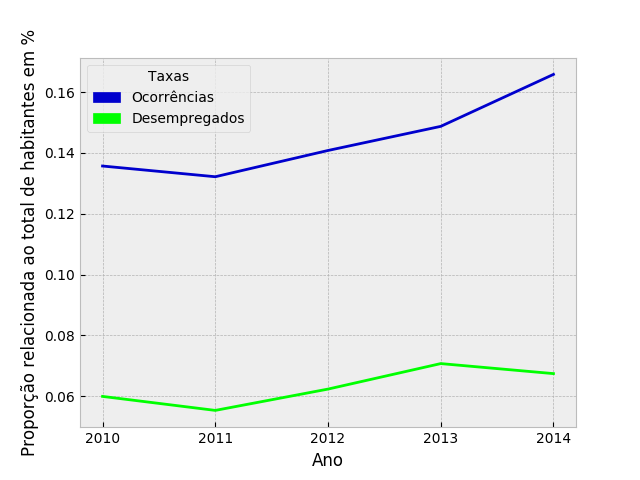 Proporção relacionada ao total de habitantes em %
0.16
0.14
0.12
0.10
0.08
0.06
Taxas
Ocorrências
Desempregados
2010 2011 2012 2013 2014
Ano